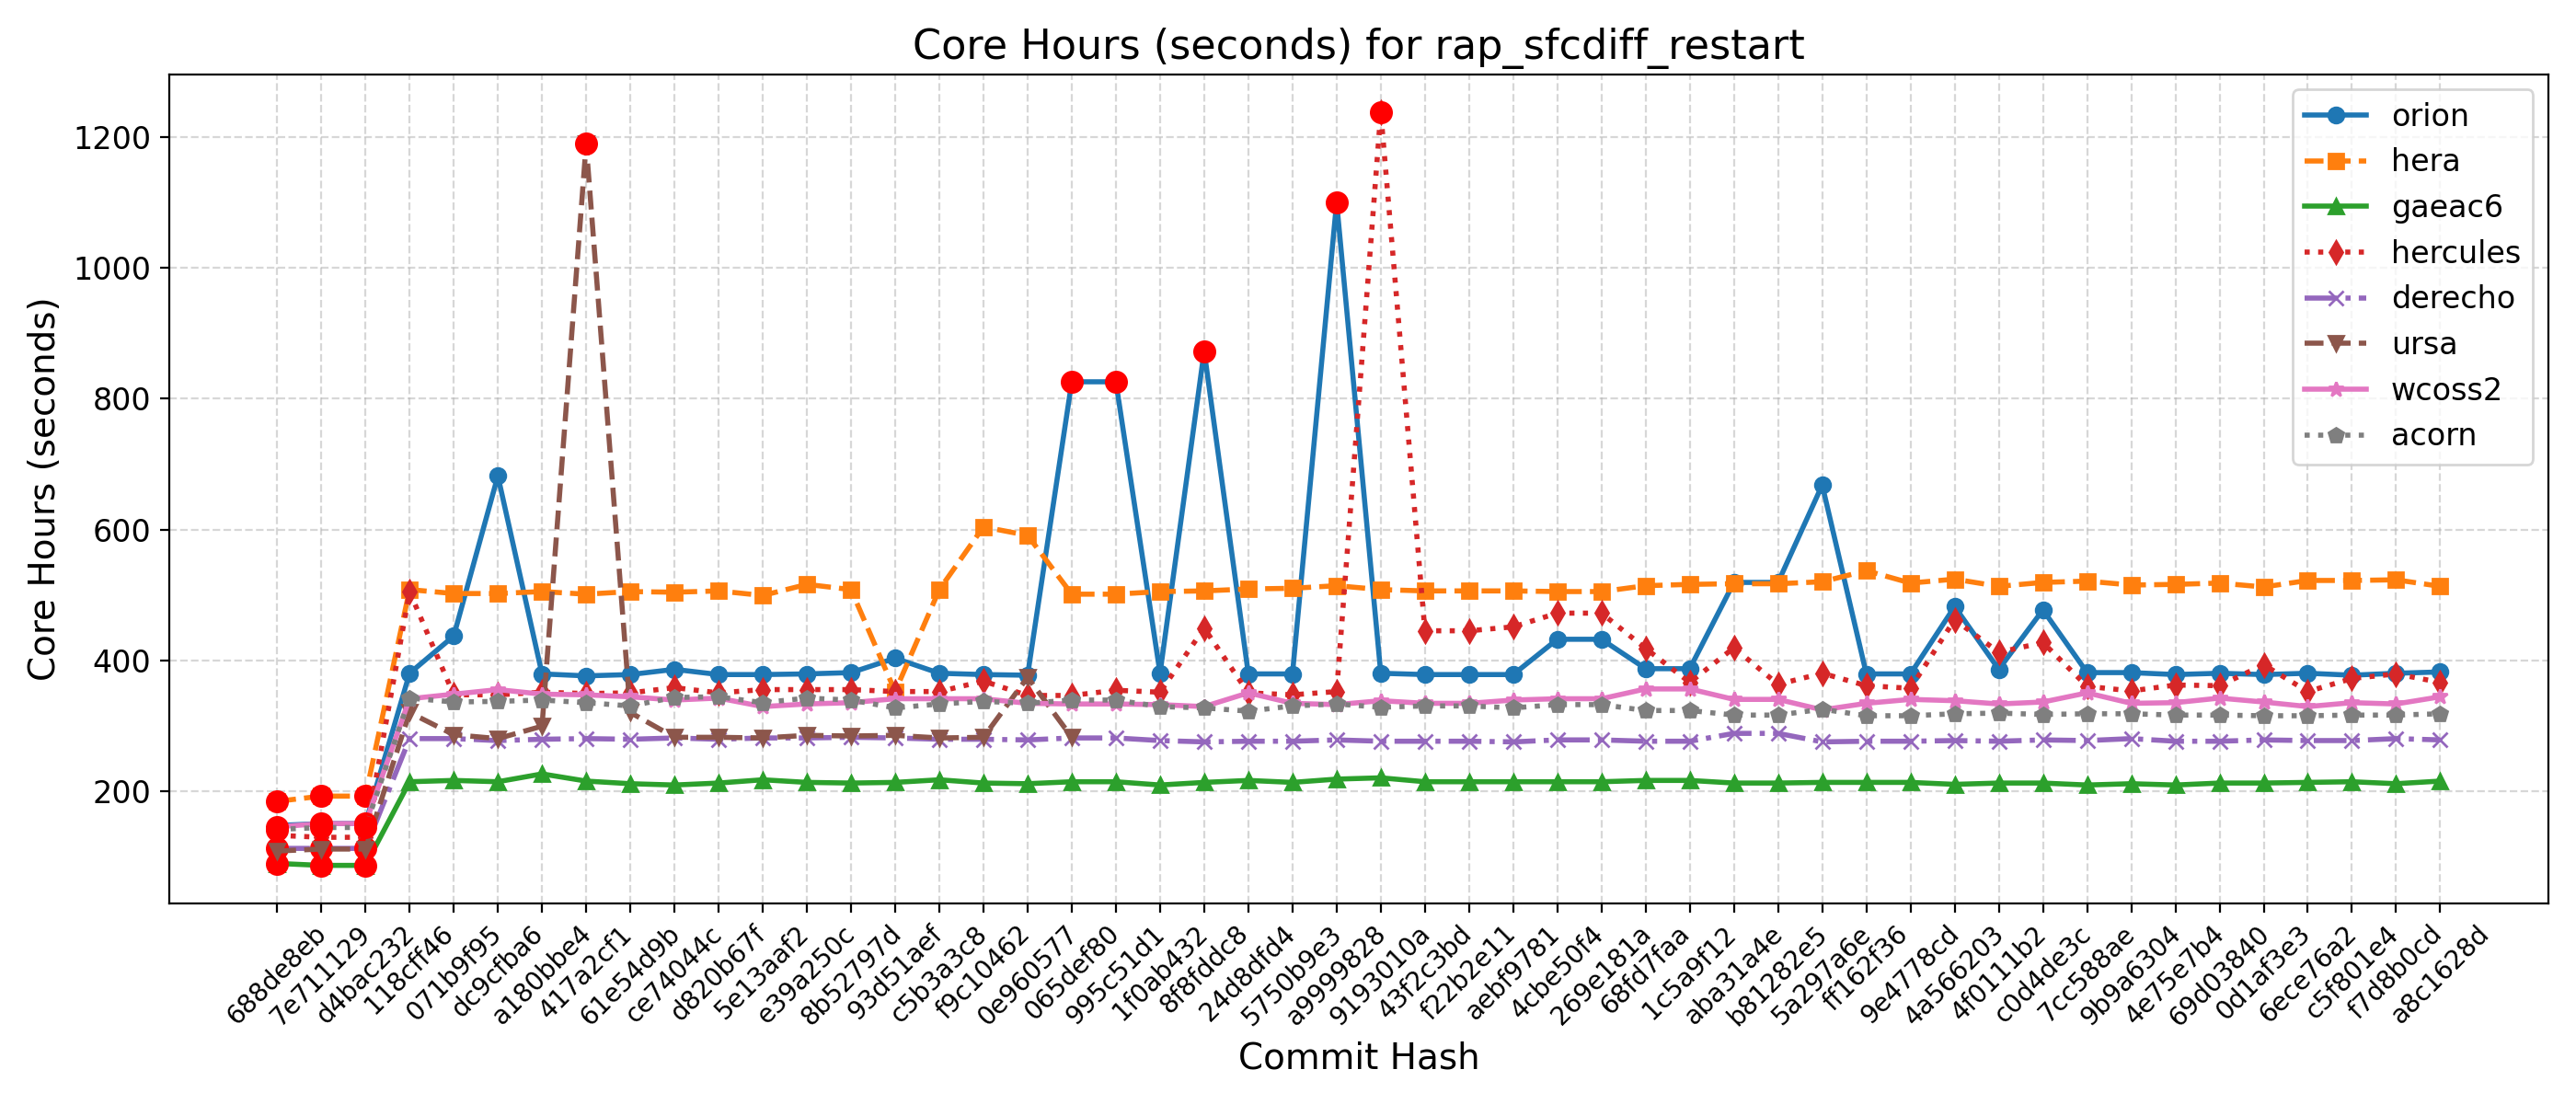 Core Hours (seconds) for rap_sfcdiff_restart
Core Hours (seconds)
1200
1000
800
600
400
200
orion
hera
gaeac6
hercules
derecho
ursa
wcoss2
acorn
688de8eb
7e711129
d4bac232
118cff46
071b9f95
dc9cfba6
a180bbe4
417a2cf1
61e54d9b
ce74044c
d820b67f
5e13aaf2
e39a250c
8b52797d
93d51aef
c5b3a3c8
f9c10462
0e960577
065def80
995c51d1
1f0ab432
8f8fddc8
24d8dfd4
5750b9e3
a9999828
9193010a
43f2c3bd
f22b2e11
aebf9781
4cbe50f4
269e181a
68fd7faa
1c5a9f12
aba31a4e
b81282e5
5a297a6e
ff162f36
9e4778cd
4a566203
4f0111b2
c0d4de3c
7cc588ae
9b9a6304
4e75e7b4
69d03840
0d1af3e3
6ece76a2
c5f801e4
f7d8b0cd
a8c1628d
Commit Hash